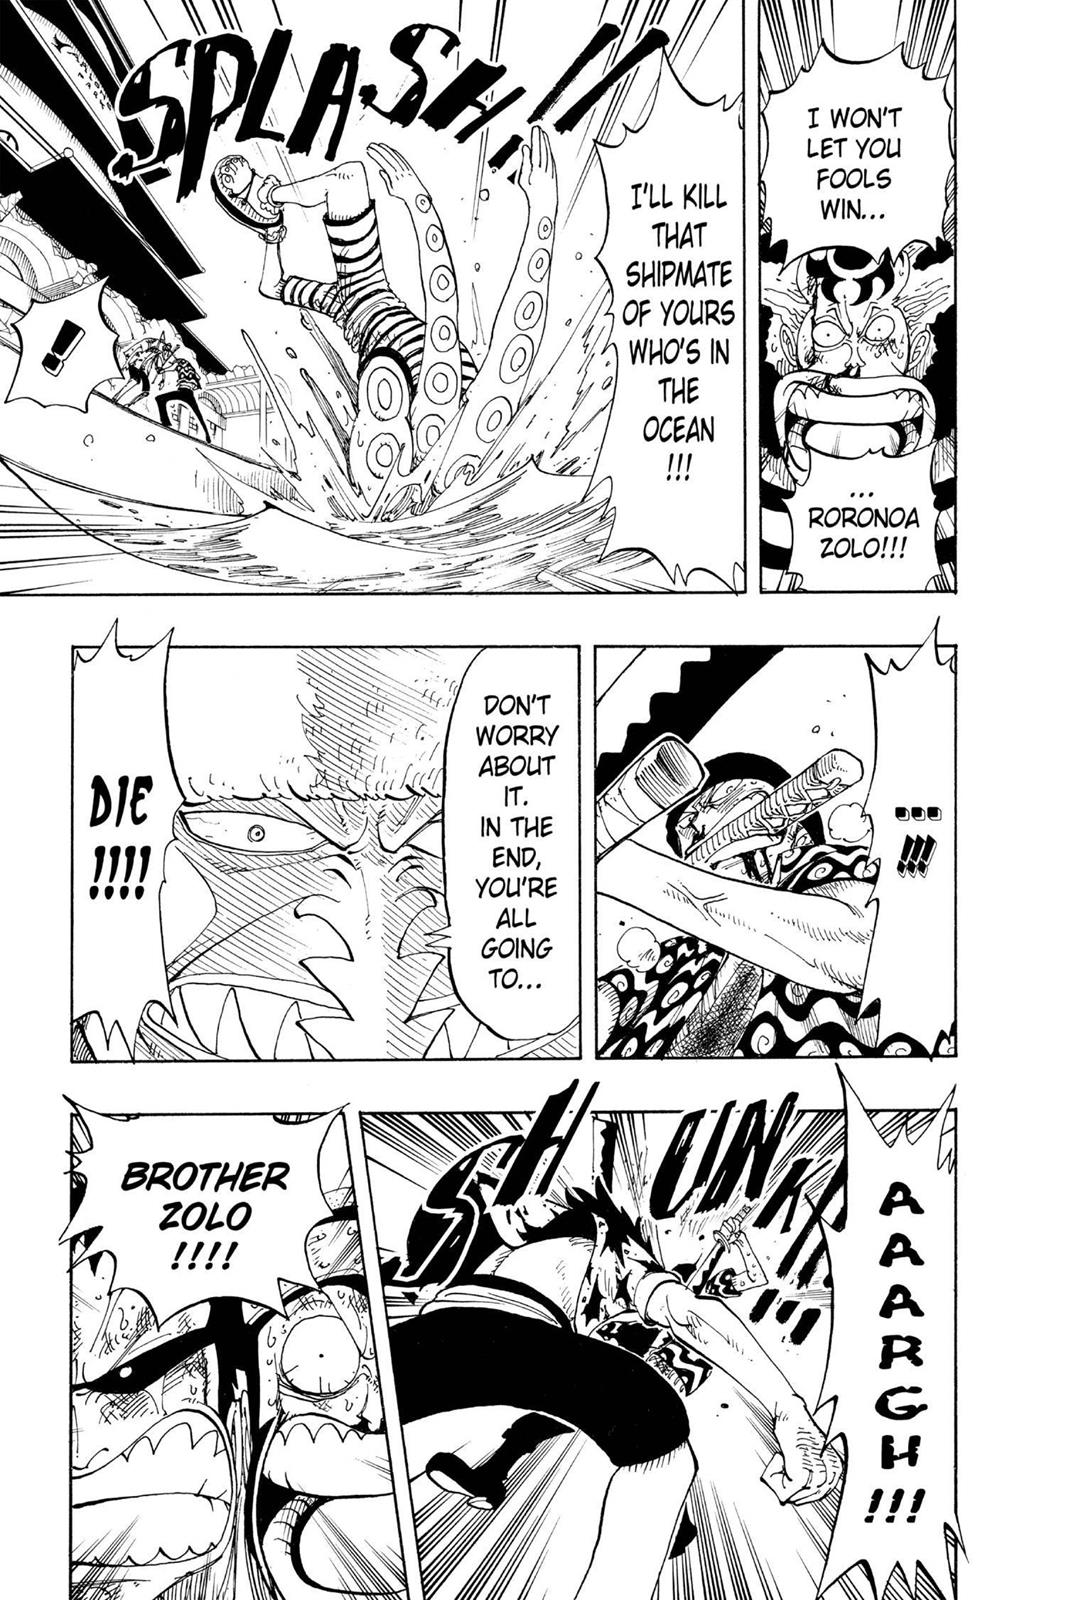 I WON'T
LET YOU
FOOLS
WIN...
...
RORONOA
ZOLO!!!
I'LL KILL
THAT
SHIPMATE
OF YOURS
WHO'S IN
THE
OCEAN
!!!
SPLASH!!
!!
...
!!!
DON'T
WORRY
ABOUT
IT.
IN THE
END,
YOU'RE
ALL
GOING
TO...
DIE
!!!!
AAAARGH!!!
SHUNK!!!
BROTHER
ZOLO
!!!!